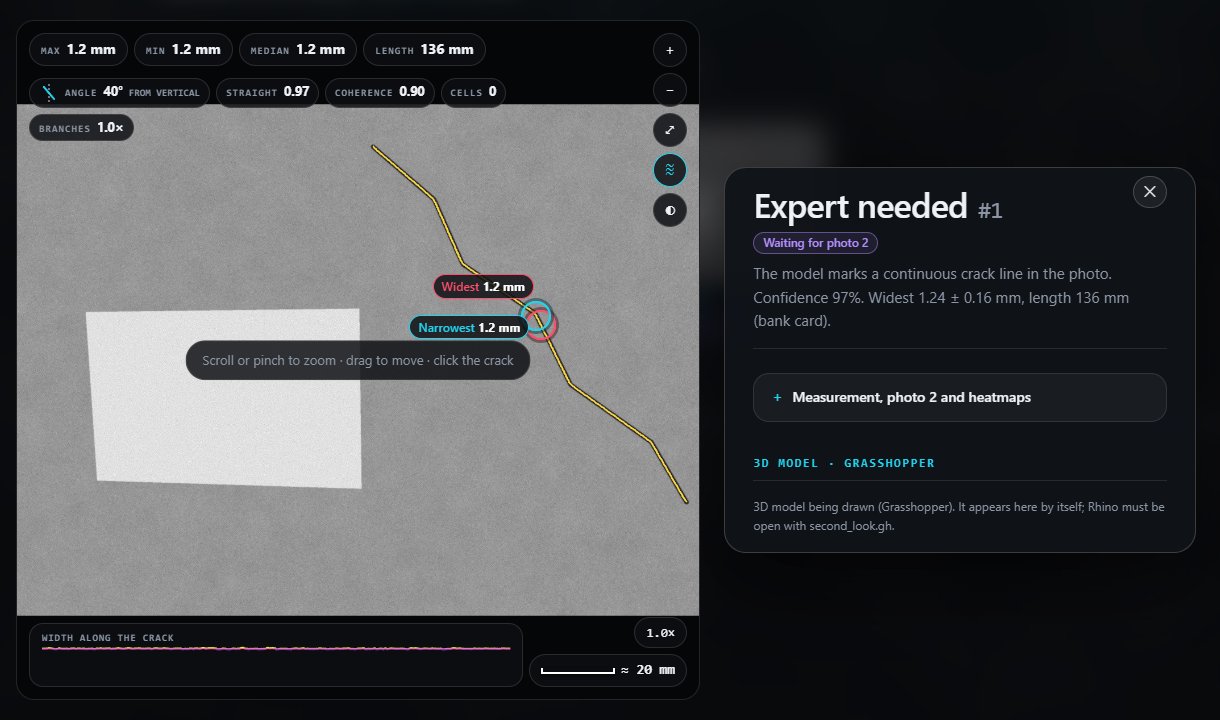 MAX 1.2 mm
MIN 1.2 mm
MEDIAN 1.2 mm
LENGTH 136 mm
ANGLE 40° FROM VERTICAL
STRAIGHT 0.97
COHERENCE 0.90
CELLS 0
BRANCHES 1.0×
Widest 1.2 mm
Narrowest 1.2 mm
Scroll or pinch to zoom · drag to move · click the crack
WIDTH ALONG THE CRACK
1.0x
≈ 20 mm
Expert needed #1
Waiting for photo 2
The model marks a continuous crack line in the photo.
Confidence 97%. Widest 1.24 ± 0.16 mm, length 136 mm
(bank card).
+ Measurement, photo 2 and heatmaps
3D MODEL · GRASSHOPPER
3D model being drawn (Grasshopper). It appears here by itself; Rhino must be
open with second_look.gh.